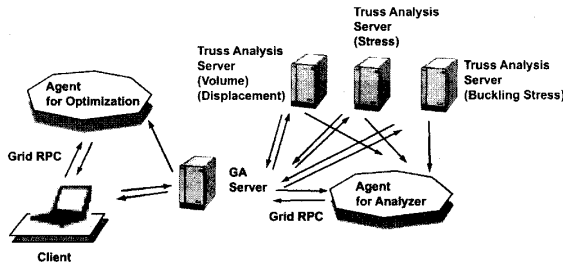 Truss Analysis
Server
(Stress)
Truss Analysis
Server
(Volume)
(Displacement)
Truss Analysis
Server
(Buckling Stress)
Agent
for Optimization
Grid RPC
GA
Server
Agent
for Analyzer
Grid RPC
Client